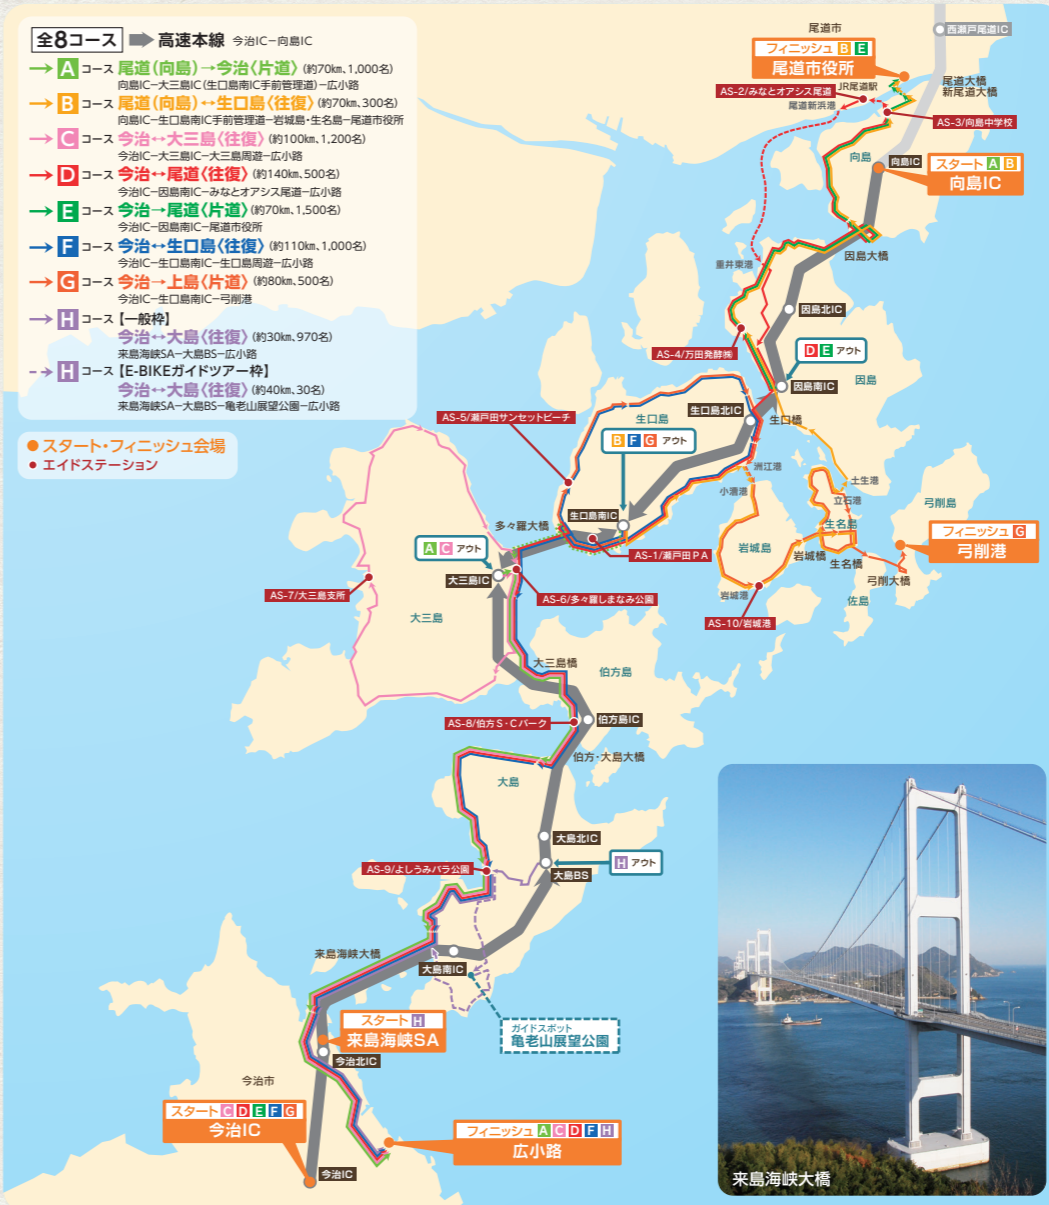 全8コース 高速本線 今治IC−向島IC
A コース 尾道(向島)→今治〈片道〉(約70km、1,000名)
向島IC−大三島IC(生口島南IC手前管理道)−広小路
B コース 尾道(向島)↔生口島〈往復〉(約70km、300名)
向島IC−生口島南IC手前管理道−岩城島・生名島−尾道市役所
C コース 今治↔大三島〈往復〉(約100km、1,200名)
今治IC−大三島IC−大三島周遊−広小路
D コース 今治↔尾道〈往復〉(約140km、500名)
今治IC−因島南IC−みなとオアシス尾道−広小路
E コース 今治→尾道〈片道〉(約70km、1,500名)
今治IC−因島南IC−尾道市役所
F コース 今治↔生口島〈往復〉(約110km、1,000名)
今治IC−生口島南IC−生口島周遊−広小路
G コース 今治→上島〈片道〉(約80km、500名)
今治IC−生口島南IC−弓削港
H コース【一般枠】
今治↔大島〈往復〉(約30km、970名)
来島海峡SA−大島BS−広小路
H コース【E-BIKEガイドツアー枠】
今治↔大島〈往復〉(約40km、30名)
来島海峡SA−大島BS−亀老山展望公園−広小路
スタート・フィニッシュ会場
エイドステーション
尾道市
西瀬戸尾道IC
フィニッシュ B E
尾道市役所
JR尾道駅
尾道大橋
新尾道大橋
AS-2/みなとオアシス尾道
尾道新浜港
AS-3/向島中学校
向島
向島IC
スタート A B
向島IC
因島大橋
重井東港
因島北IC
AS-4/万田発酵㈱
D E アウト
因島南IC
因島
生口島
生口島北IC
生口橋
AS-5/瀬戸田サンセットビーチ
B F G アウト
洲江港
小漕港
土生港
立石港
弓削島
生口島南IC
多々羅大橋
生名島
フィニッシュ G
弓削港
A C アウト
AS-1/瀬戸田PA
岩城島
岩城橋
生名橋
弓削大橋
大三島IC
AS-7/大三島支所
AS-6/多々羅しまなみ公園
岩城港
佐島
AS-10/岩城港
大三島
大三島橋
伯方島
AS-8/伯方S・Cパーク
伯方島IC
伯方・大島大橋
大島
大島北IC
H アウト
AS-9/よしうみバラ公園
大島BS
来島海峡大橋
大島南IC
スタート H
来島海峡SA
ガイドスポット
亀老山展望公園
今治北IC
今治市
スタート C D E F G
今治IC
フィニッシュ A C D F H
広小路
今治IC
来島海峡大橋